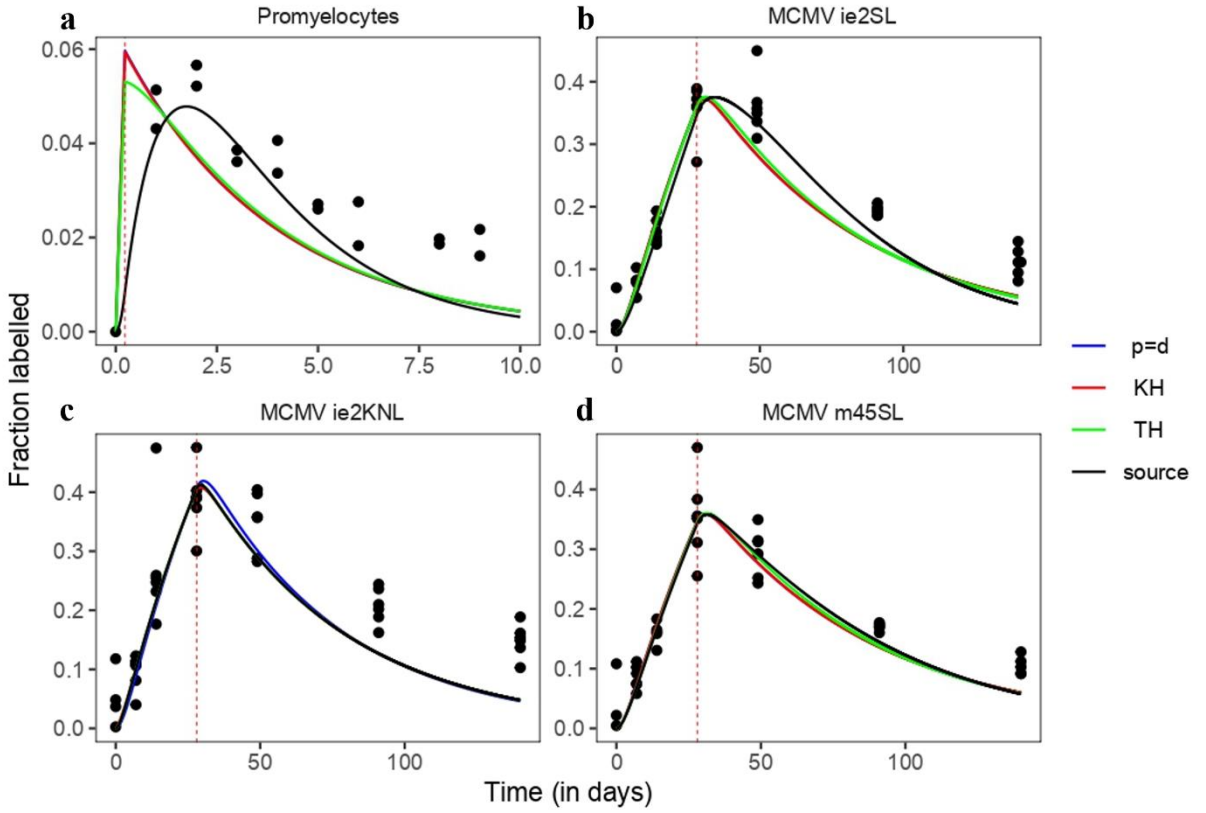 a Promyelocytes
b MCMV ie2SL
0.06
0.04
0.02
0.00
0.0 2.5 5.0 7.5 10.0
0.4
0.3
0.2
0.1
0.0
0 50 100
c MCMV ie2KNL
d MCMV m45SL
0.4
0.3
0.2
0.1
0.0
0 50 100
0.4
0.3
0.2
0.1
0.0
0 50 100
Fraction labelled
Time (in days)
p=d
KH
TH
source